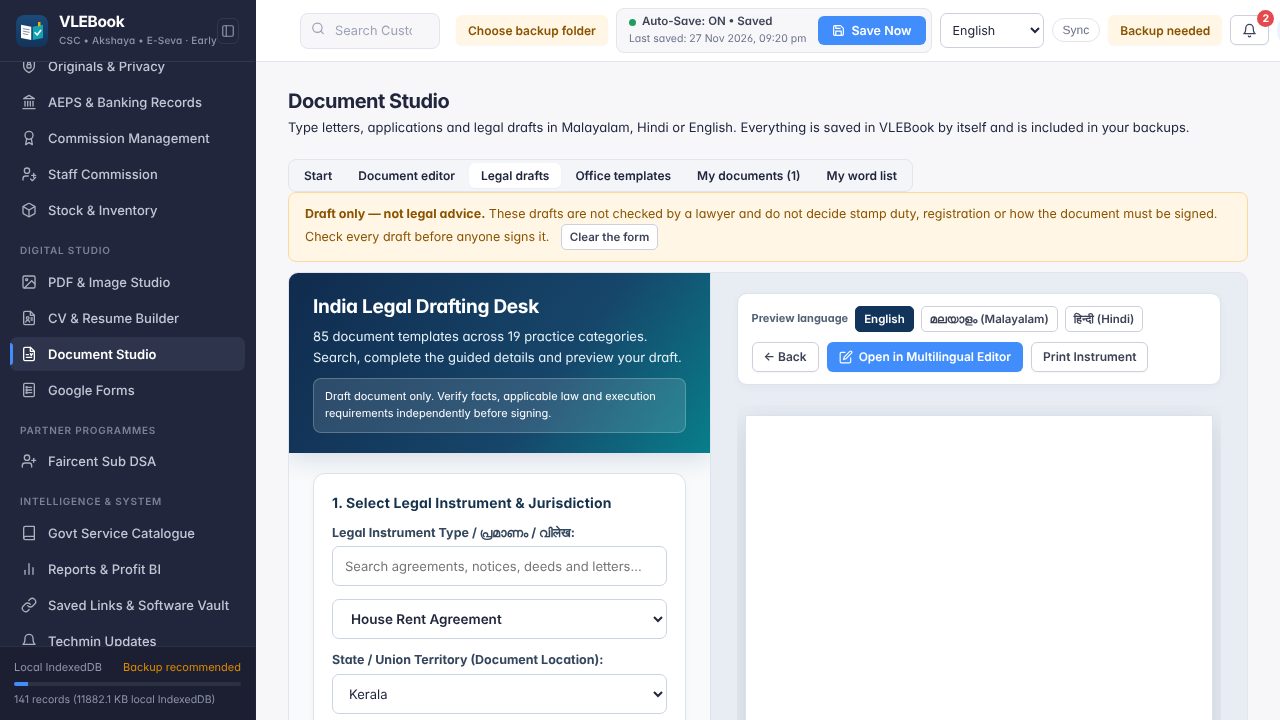 VLEBook
CSC • Akshaya • E-Seva · Early
Originals & Privacy
AEPS & Banking Records
Commission Management
Staff Commission
Stock & Inventory
DIGITAL STUDIO
PDF & Image Studio
CV & Resume Builder
Document Studio
Google Forms
PARTNER PROGRAMMES
Faircent Sub DSA
INTELLIGENCE & SYSTEM
Govt Service Catalogue
Reports & Profit BI
Saved Links & Software Vault
Techmin Updates
Local IndexedDB Backup recommended
141 records (11882.1 KB local IndexedDB)
Search Custo
Choose backup folder
Auto-Save: ON • Saved
Last saved: 27 Nov 2026, 09:20 pm
Save Now
English
Sync
Backup needed
2
Document Studio
Type letters, applications and legal drafts in Malayalam, Hindi or English. Everything is saved in VLEBook by itself and is included in your backups.
Start Document editor Legal drafts Office templates My documents (1) My word list
Draft only — not legal advice. These drafts are not checked by a lawyer and do not decide stamp duty, registration or how the document must be signed.
Check every draft before anyone signs it. Clear the form
India Legal Drafting Desk
85 document templates across 19 practice categories.
Search, complete the guided details and preview your draft.
Draft document only. Verify facts, applicable law and execution
requirements independently before signing.
1. Select Legal Instrument & Jurisdiction
Legal Instrument Type / പ്രമാണം / विलेख:
Search agreements, notices, deeds and letters...
House Rent Agreement
State / Union Territory (Document Location):
Kerala
Preview language English മലയാളം (Malayalam) हिन्दी (Hindi)
← Back Open in Multilingual Editor Print Instrument